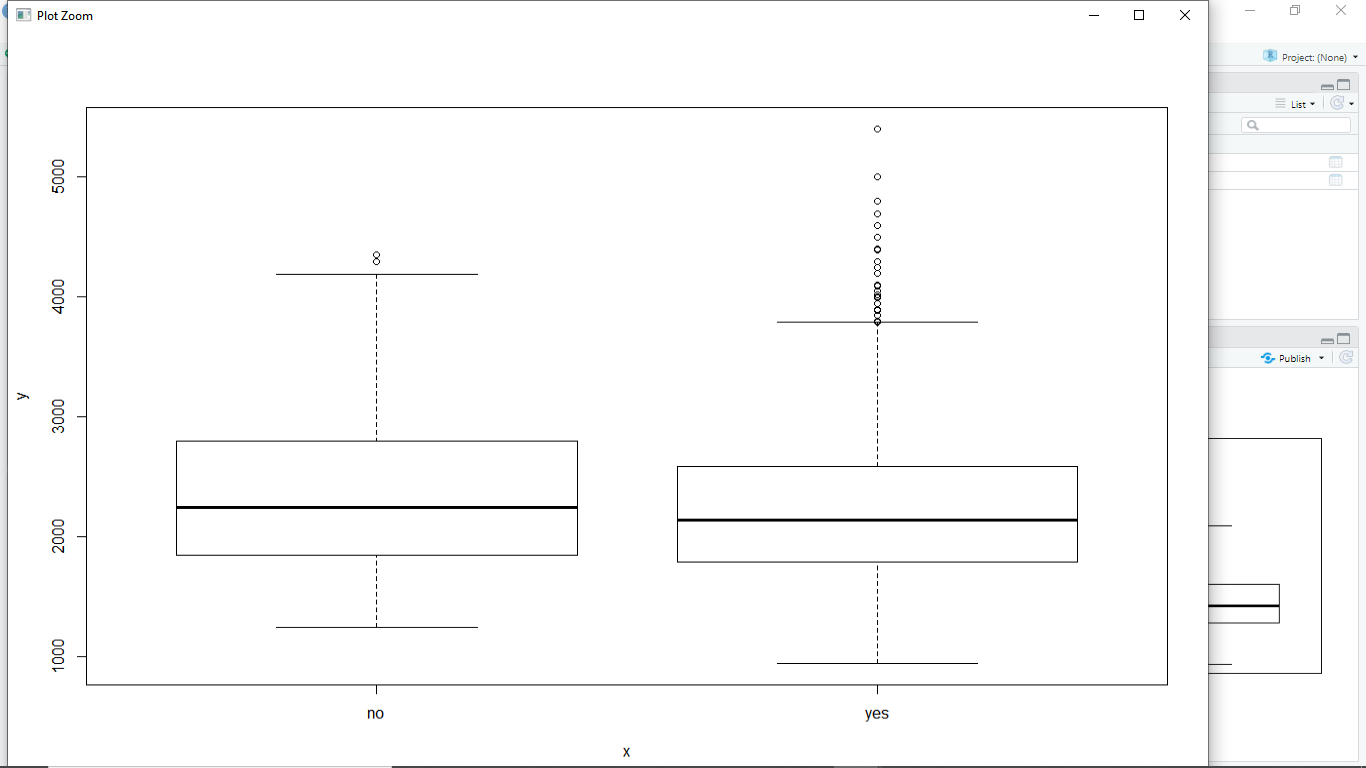 Plot Zoom
Project: (None)
List
5000
4000
3000
2000
1000
y
no
yes
x
Publish